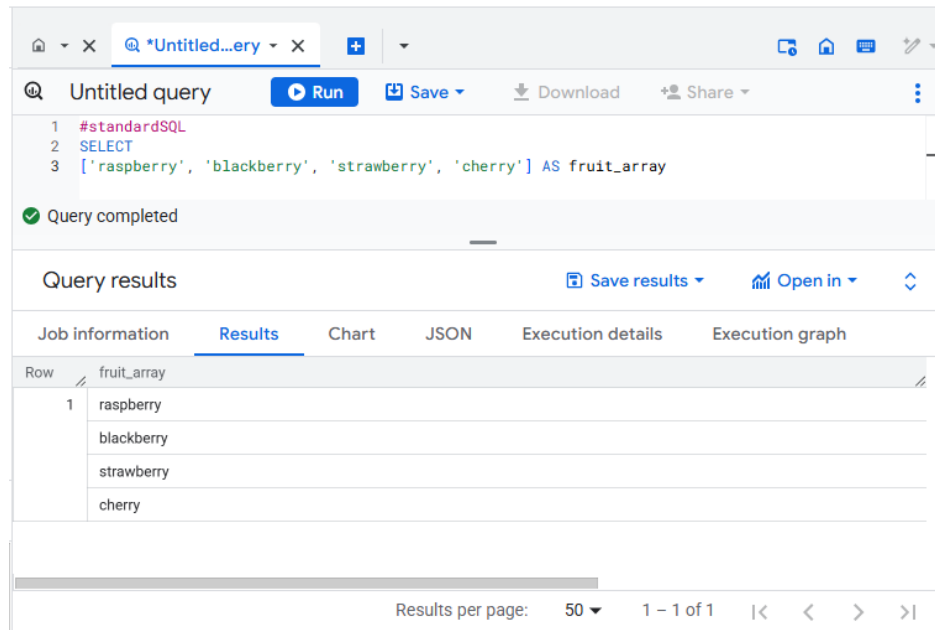 *Untitled...ery
Untitled query Run Save Download Share
1 #standardSQL
2 SELECT
3 ['raspberry', 'blackberry', 'strawberry', 'cherry'] AS fruit_array
Query completed
Query results Save results Open in
Job information Results Chart JSON Execution details Execution graph
Row fruit_array
1 raspberry
blackberry
strawberry
cherry
Results per page: 50 1 – 1 of 1